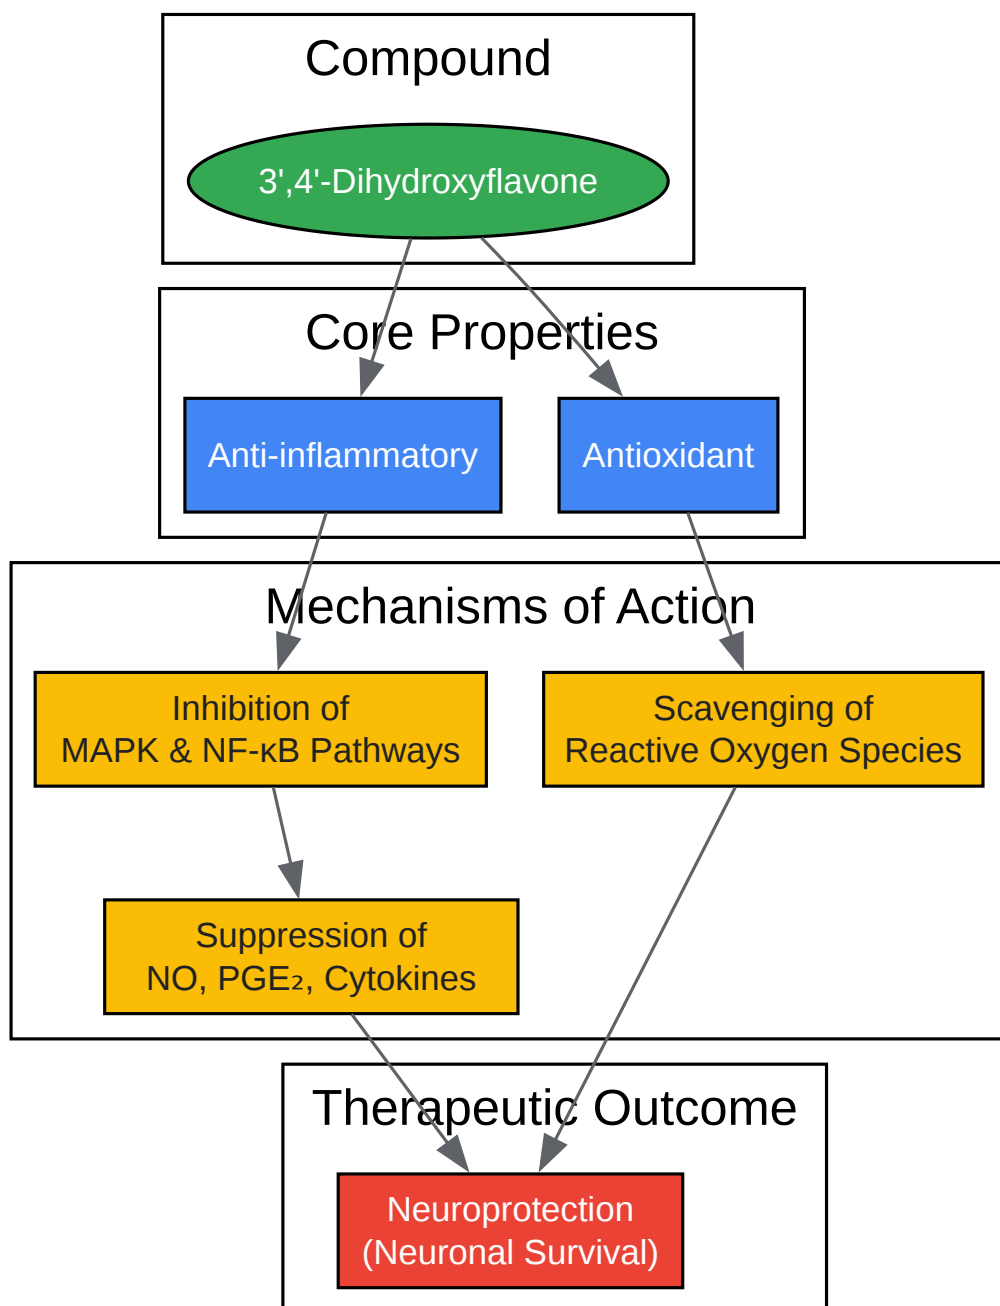 Compound
3',4'-Dihydroxyflavone
Core Properties
Anti-inflammatory
Antioxidant
Mechanisms of Action
Inhibition of
MAPK & NF-κB Pathways
Scavenging of
Reactive Oxygen Species
Suppression of
NO, PGE₂, Cytokines
Therapeutic Outcome
Neuroprotection
(Neuronal Survival)